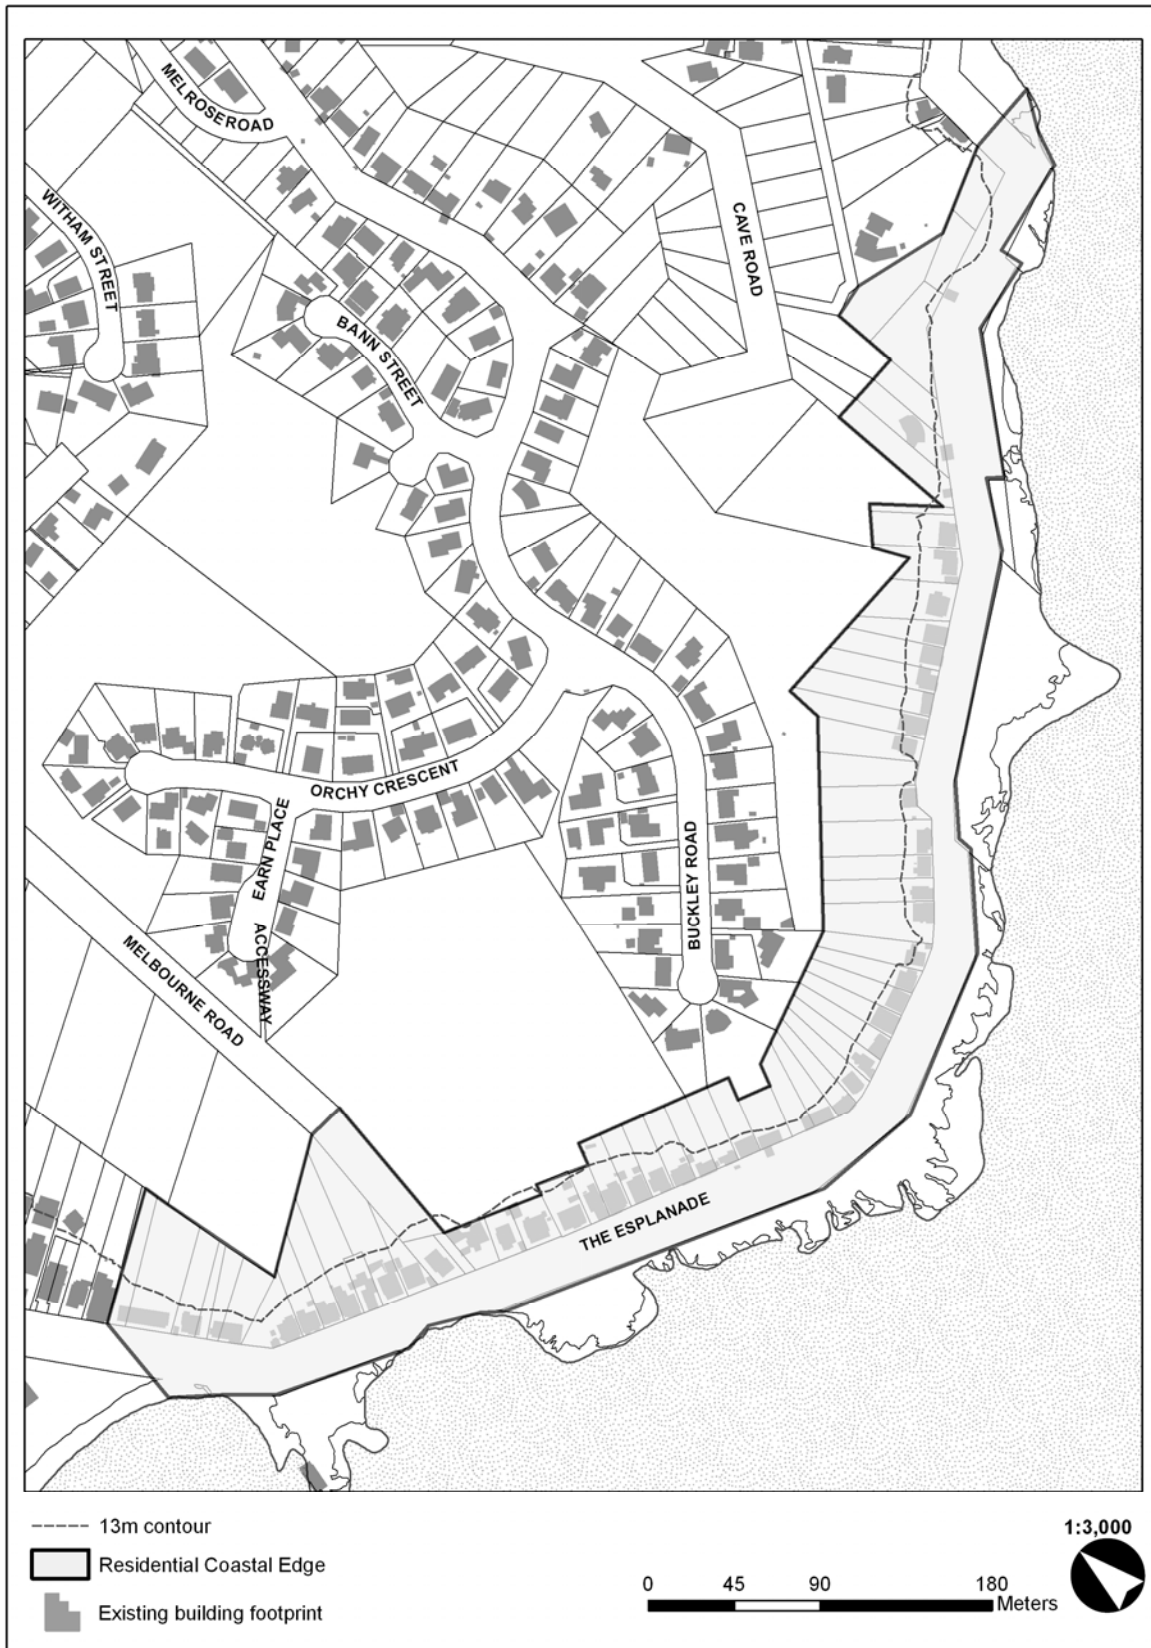 MELROSEROAD
WITHAM STREET
CAVE ROAD
BANN STREET
ORCHY CRESCENT
EARN PLACE
BUCKLEY ROAD
ACCESSWAY
MELBOURNE ROAD
THE ESPLANADE
13m contour
Residential Coastal Edge
Existing building footprint
1:3,000
0 45 90 180
Meters